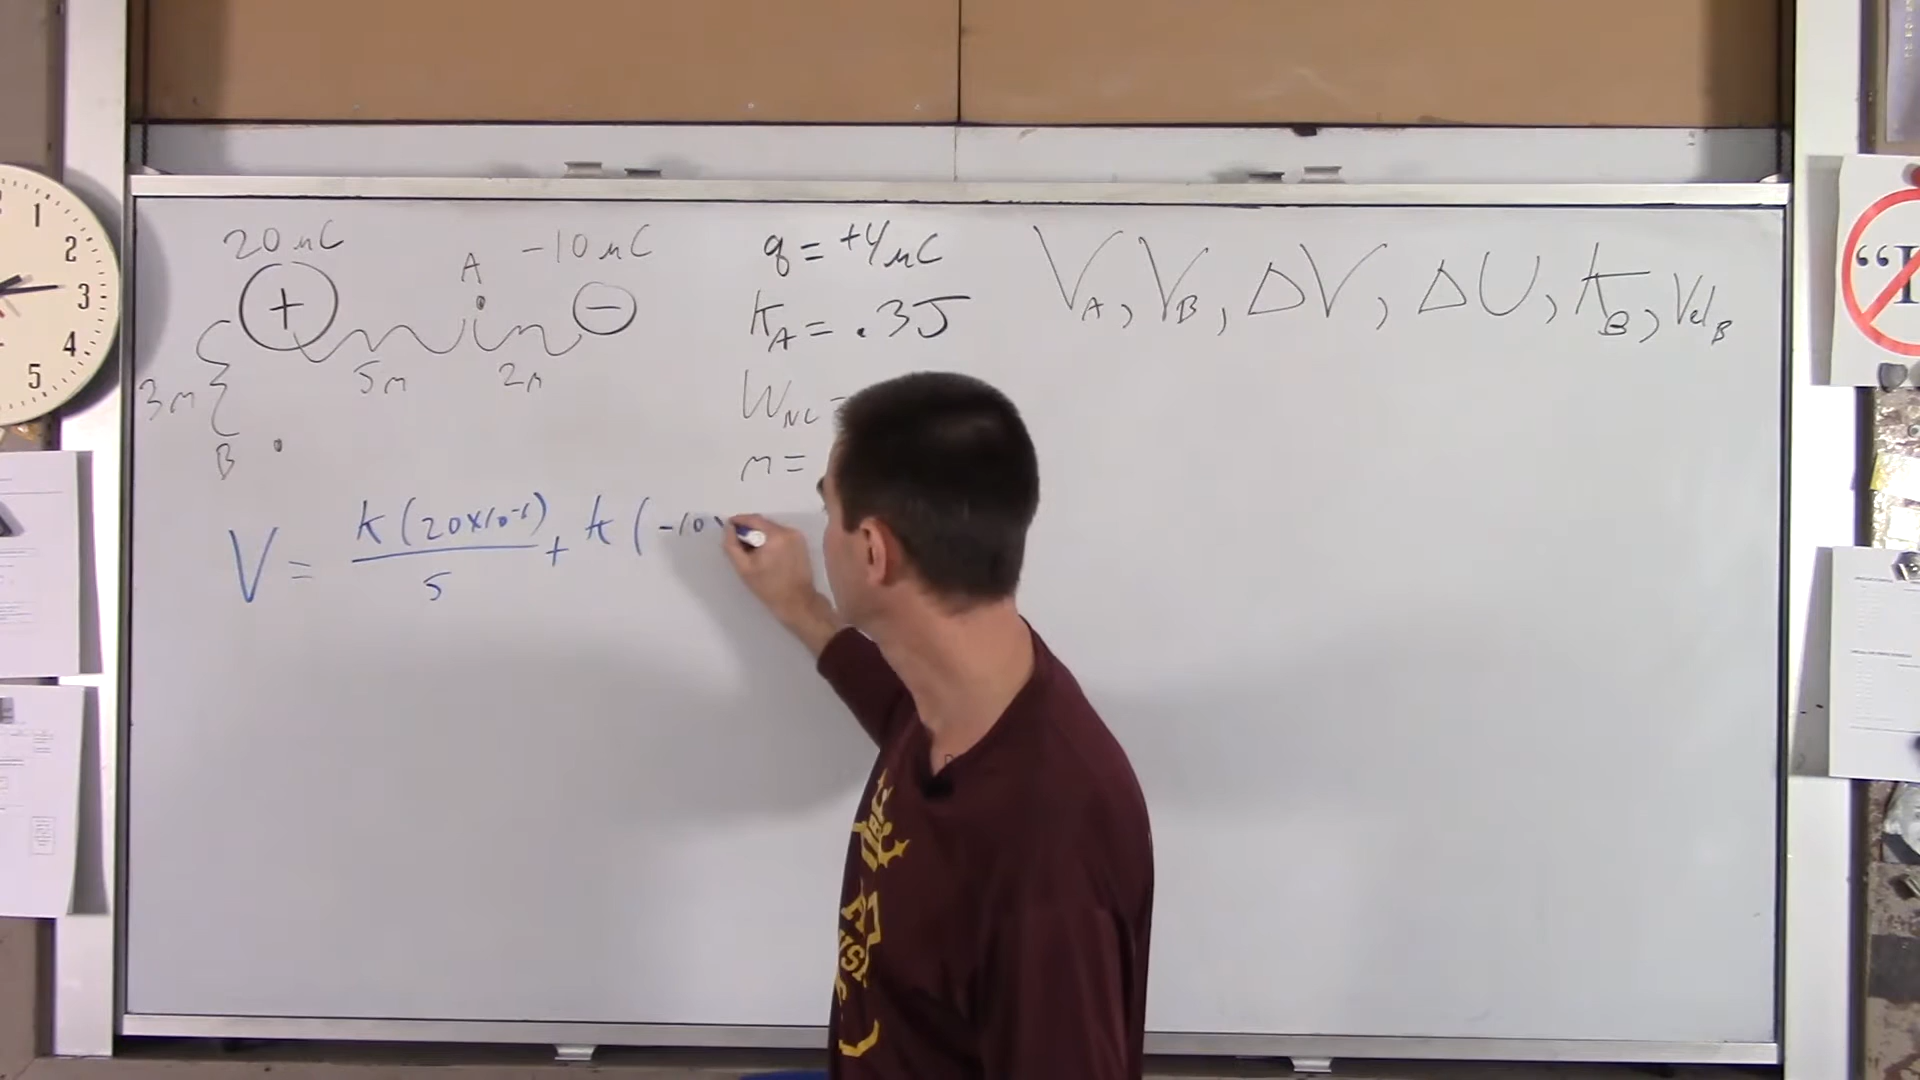 20 μC
A
-10 μC
+
−
5m
2m
3m
B
q = +4 μC
K_A = .3J
W_NC =
m =
V_A, V_B, ΔV, ΔU, K_B, Vel_B
V = k(20×10⁻⁶)/5 + k(-10×
1
2
3
4
5
“I